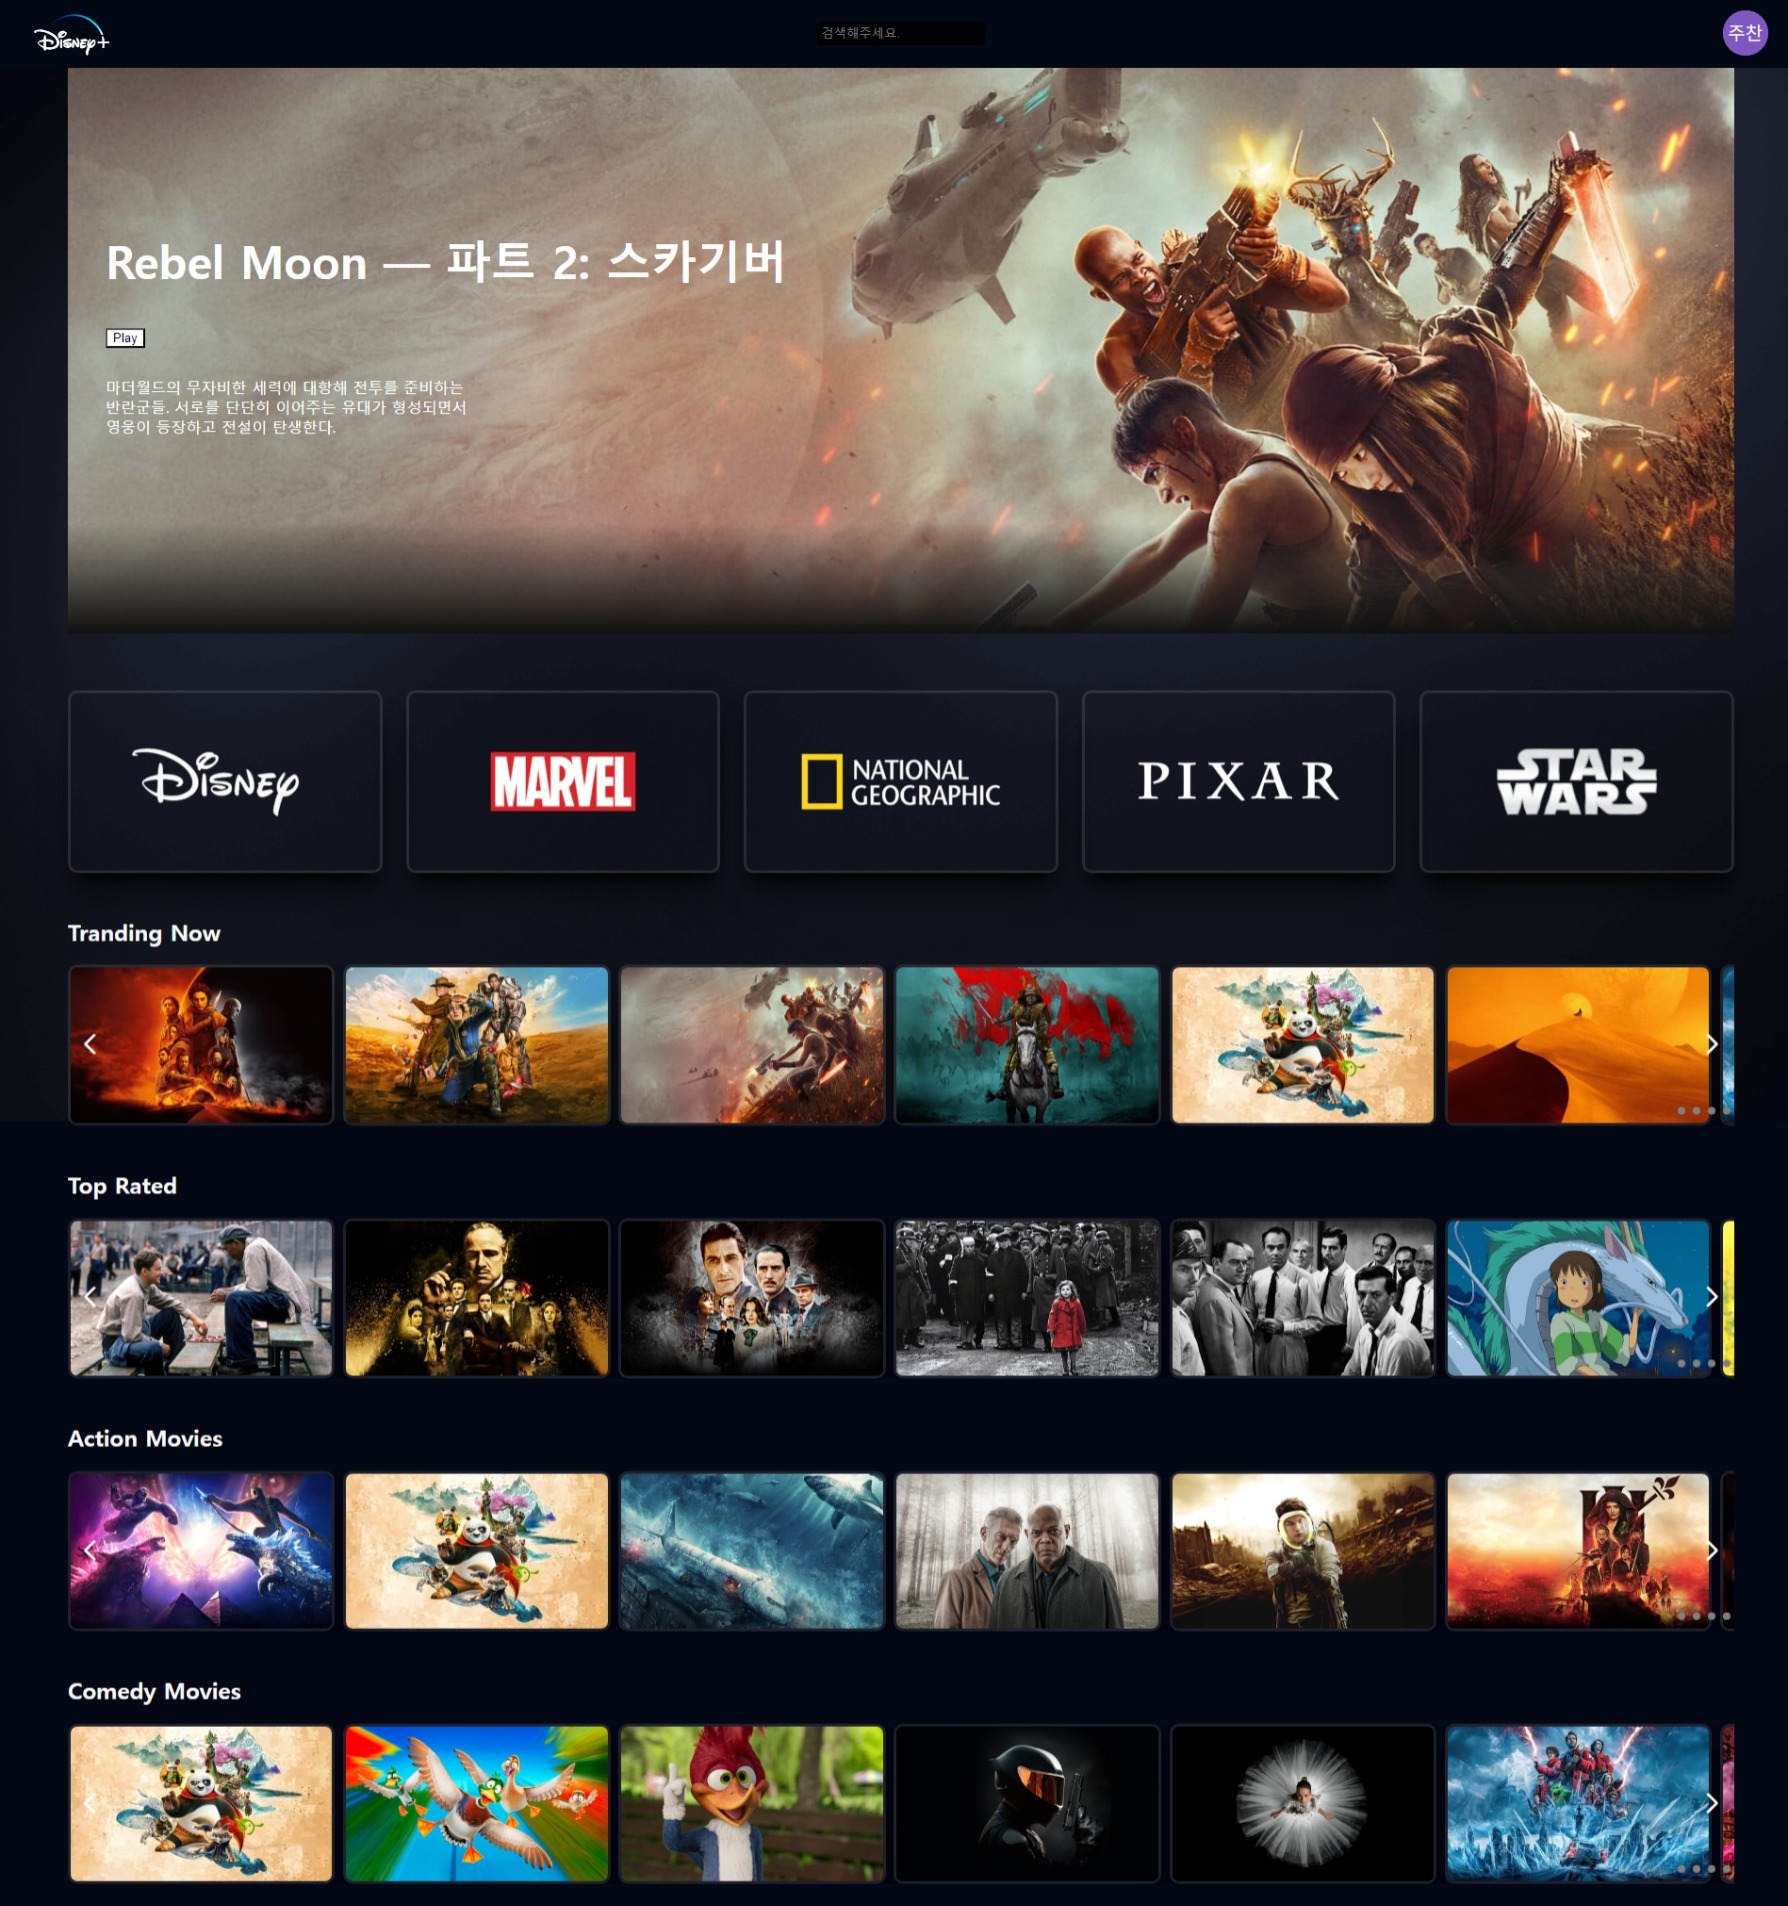 Disney+
검색해주세요.
주찬
Rebel Moon — 파트 2: 스카기버
Play
마더월드의 무자비한 세력에 대항해 전투를 준비하는
반란군들. 서로를 단단히 이어주는 유대가 형성되면서
영웅이 등장하고 전설이 탄생한다.
Disney
MARVEL
NATIONAL
GEOGRAPHIC
PIXAR
STAR
WARS
Tranding Now
Top Rated
Action Movies
Comedy Movies